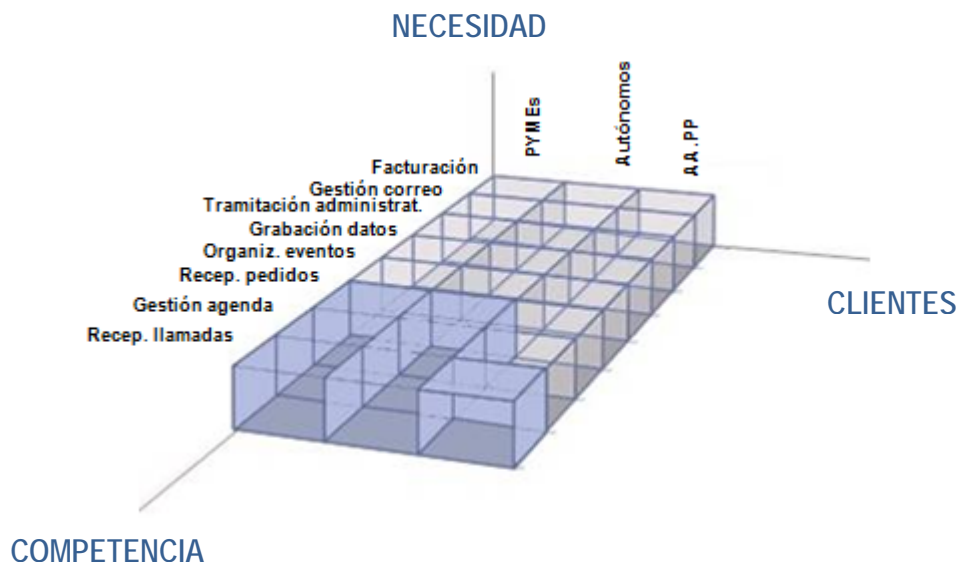 NECESIDAD
PYMEs
Autónomos
AA.PP
Facturación
Gestión correo
Tramitación administrat.
Grabación datos
Organiz. eventos
Recep. pedidos
Gestión agenda
Recep. llamadas
CLIENTES
COMPETENCIA